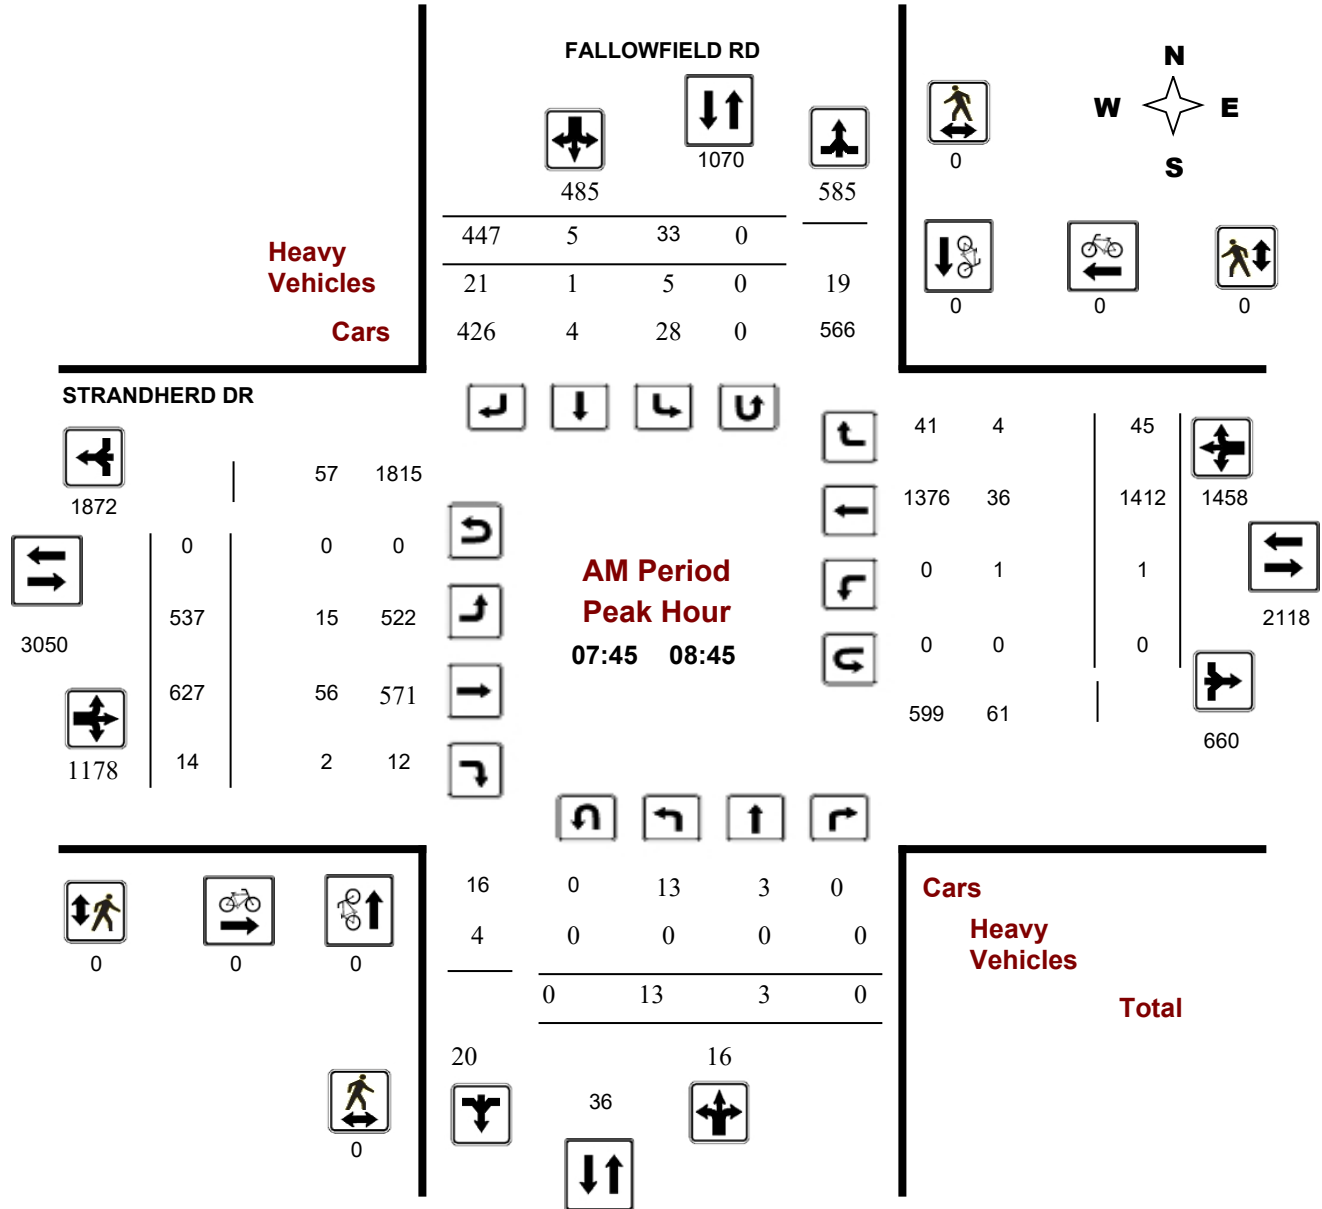 FALLOWFIELD RD
N
W E
S
1070
0
485 585
447 5 33 0
Heavy
Vehicles 21 1 5 0 19
0 0 0
Cars 426 4 28 0 566
STRANDHERD DR
41 4 45
57 1815
1872 1376 36 1412 1458
0 0 0
AM Period
0 1 1
Peak Hour
537 15 522 2118
3050 07:45 08:45 0 0 0
627 56 571
599 61
660
1178 14 2 12
16 0 13 3 0 Cars
4 0 0 0 0 Heavy
Vehicles
0 0 0
0 13 3 0 Total
20 16
36
0